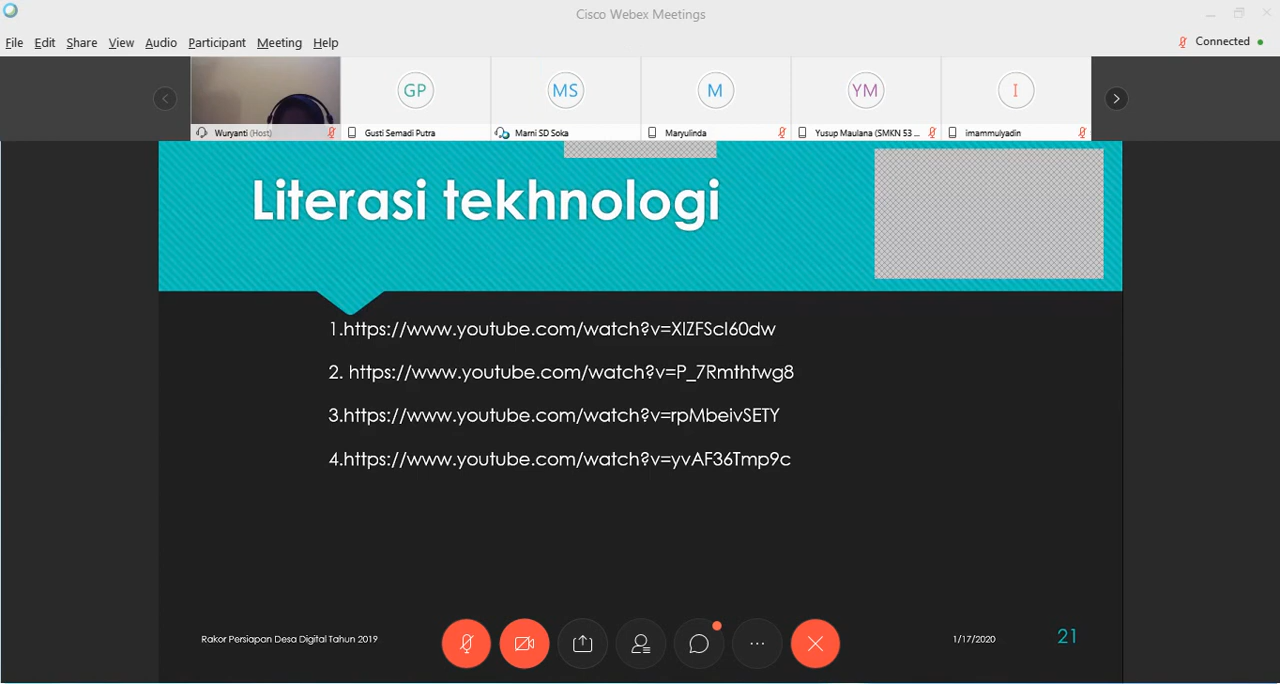 Cisco Webex Meetings
File Edit Share View Audio Participant Meeting Help
Connected
GP
MS
M
YM
I
Wuryanti (Host)
Gusti Semadi Putra
Marni SD Soka
Maryulinda
Yusup Maulana (SMKN 53 ...
imammulyadin
Literasi tekhnologi
1.https://www.youtube.com/watch?v=XlZFScl60dw
2. https://www.youtube.com/watch?v=P_7Rmthtwg8
3.https://www.youtube.com/watch?v=rpMbeivSETY
4.https://www.youtube.com/watch?v=yvAF36Tmp9c
Rakor Persiapan Desa Digital Tahun 2019
1/17/2020
21